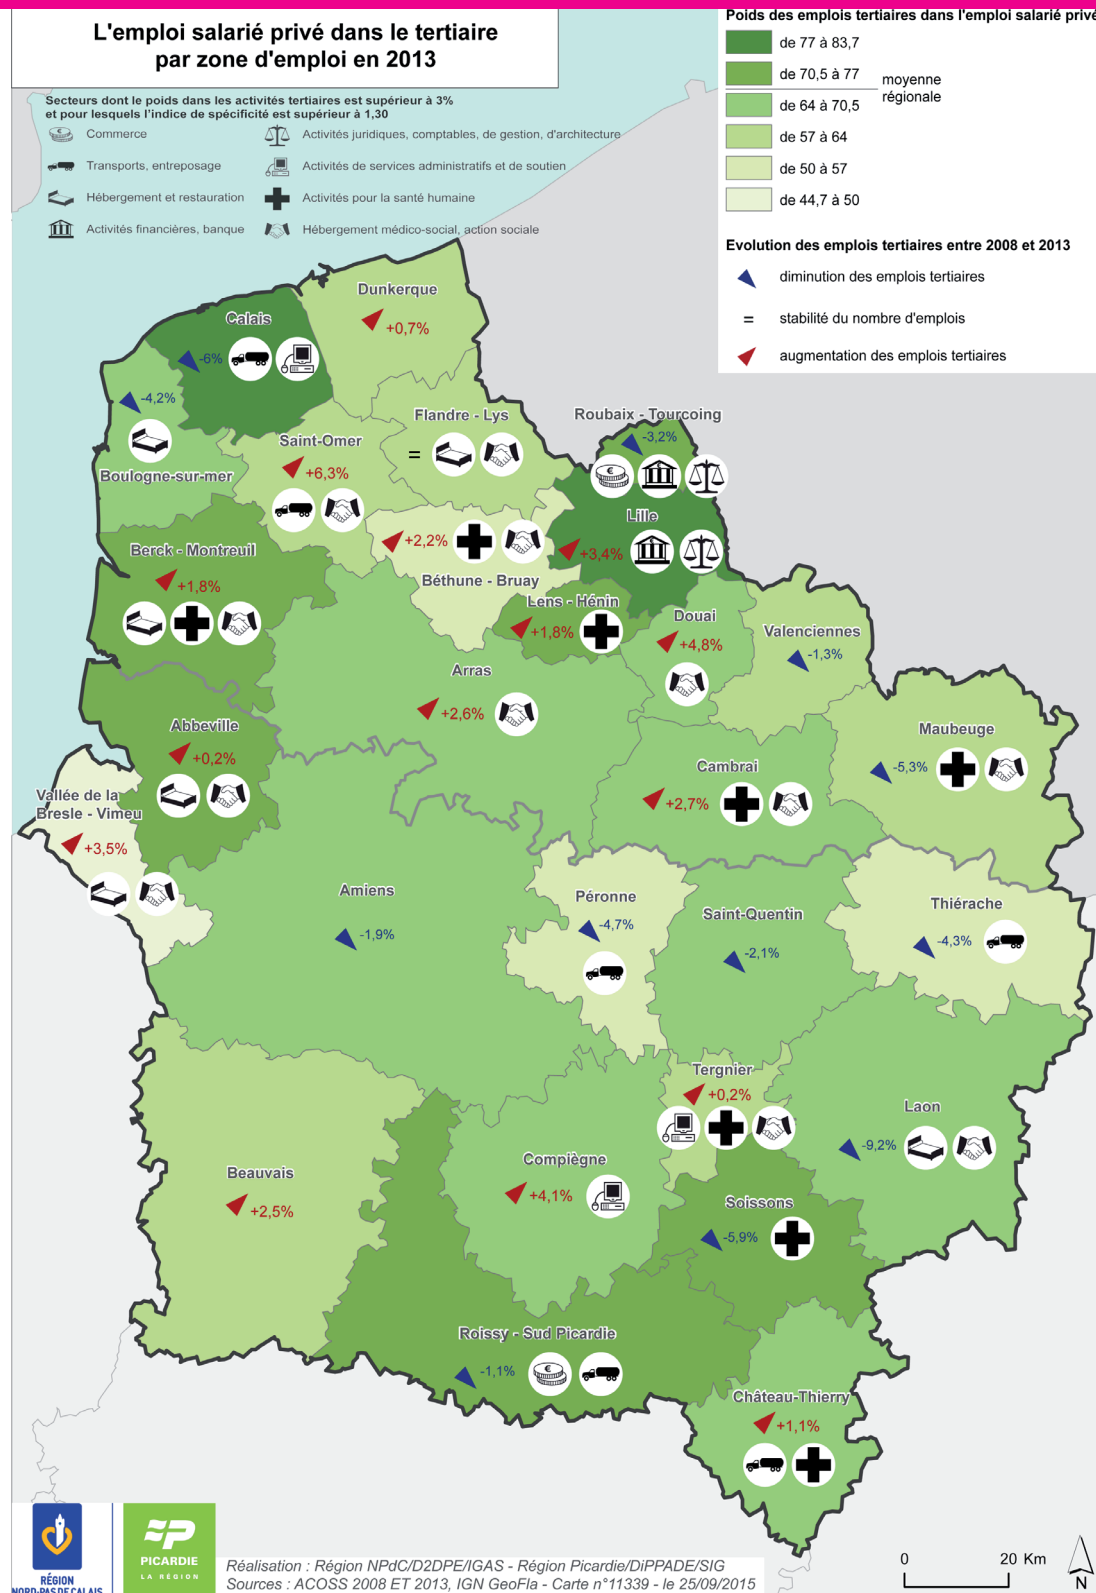 L'emploi salarié privé dans le tertiaire
par zone d'emploi en 2013
Secteurs dont le poids dans les activités tertiaires est supérieur à 3%
et pour lesquels l'indice de spécificité est supérieur à 1,30
Commerce
Transports, entreposage
Hébergement et restauration
Activités financières, banque
Activités juridiques, comptables, de gestion, d'architecture
Activités de services administratifs et de soutien
Activités pour la santé humaine
Hébergement médico-social, action sociale
Poids des emplois tertiaires dans l'emploi salarié privé
de 77 à 83,7
de 70,5 à 77
moyenne
régionale
de 64 à 70,5
de 57 à 64
de 50 à 57
de 44,7 à 50
Evolution des emplois tertiaires entre 2008 et 2013
diminution des emplois tertiaires
= stabilité du nombre d'emplois
augmentation des emplois tertiaires
Dunkerque
+0,7%
Calais
-6%
-4,2%
Boulogne-sur-mer
Flandre - Lys
=
Saint-Omer
+6,3%
Roubaix - Tourcoing
-3,2%
€
Lille
+3,4%
Berck - Montreuil
+1,8%
+2,2%
Béthune - Bruay
Lens - Hénin
+1,8%
Douai
+4,8%
Valenciennes
-1,3%
Arras
+2,6%
Abbeville
+0,2%
Maubeuge
-5,3%
Cambrai
+2,7%
Vallée de la
Bresle - Vimeu
+3,5%
Amiens
-1,9%
Péronne
-4,7%
Saint-Quentin
-2,1%
Thiérache
-4,3%
Tergnier
+0,2%
Laon
-9,2%
Beauvais
+2,5%
Compiègne
+4,1%
Soissons
-5,9%
Roissy - Sud Picardie
-1,1%
€
Château-Thierry
+1,1%
RÉGION
NORD-PAS DE CALAIS
PICARDIE
LA RÉGION
Réalisation : Région NPdC/D2DPE/IGAS - Région Picardie/DiPPADE/SIG
Sources : ACOSS 2008 ET 2013, IGN GeoFla - Carte n°11339 - le 25/09/2015
0 20 Km
N